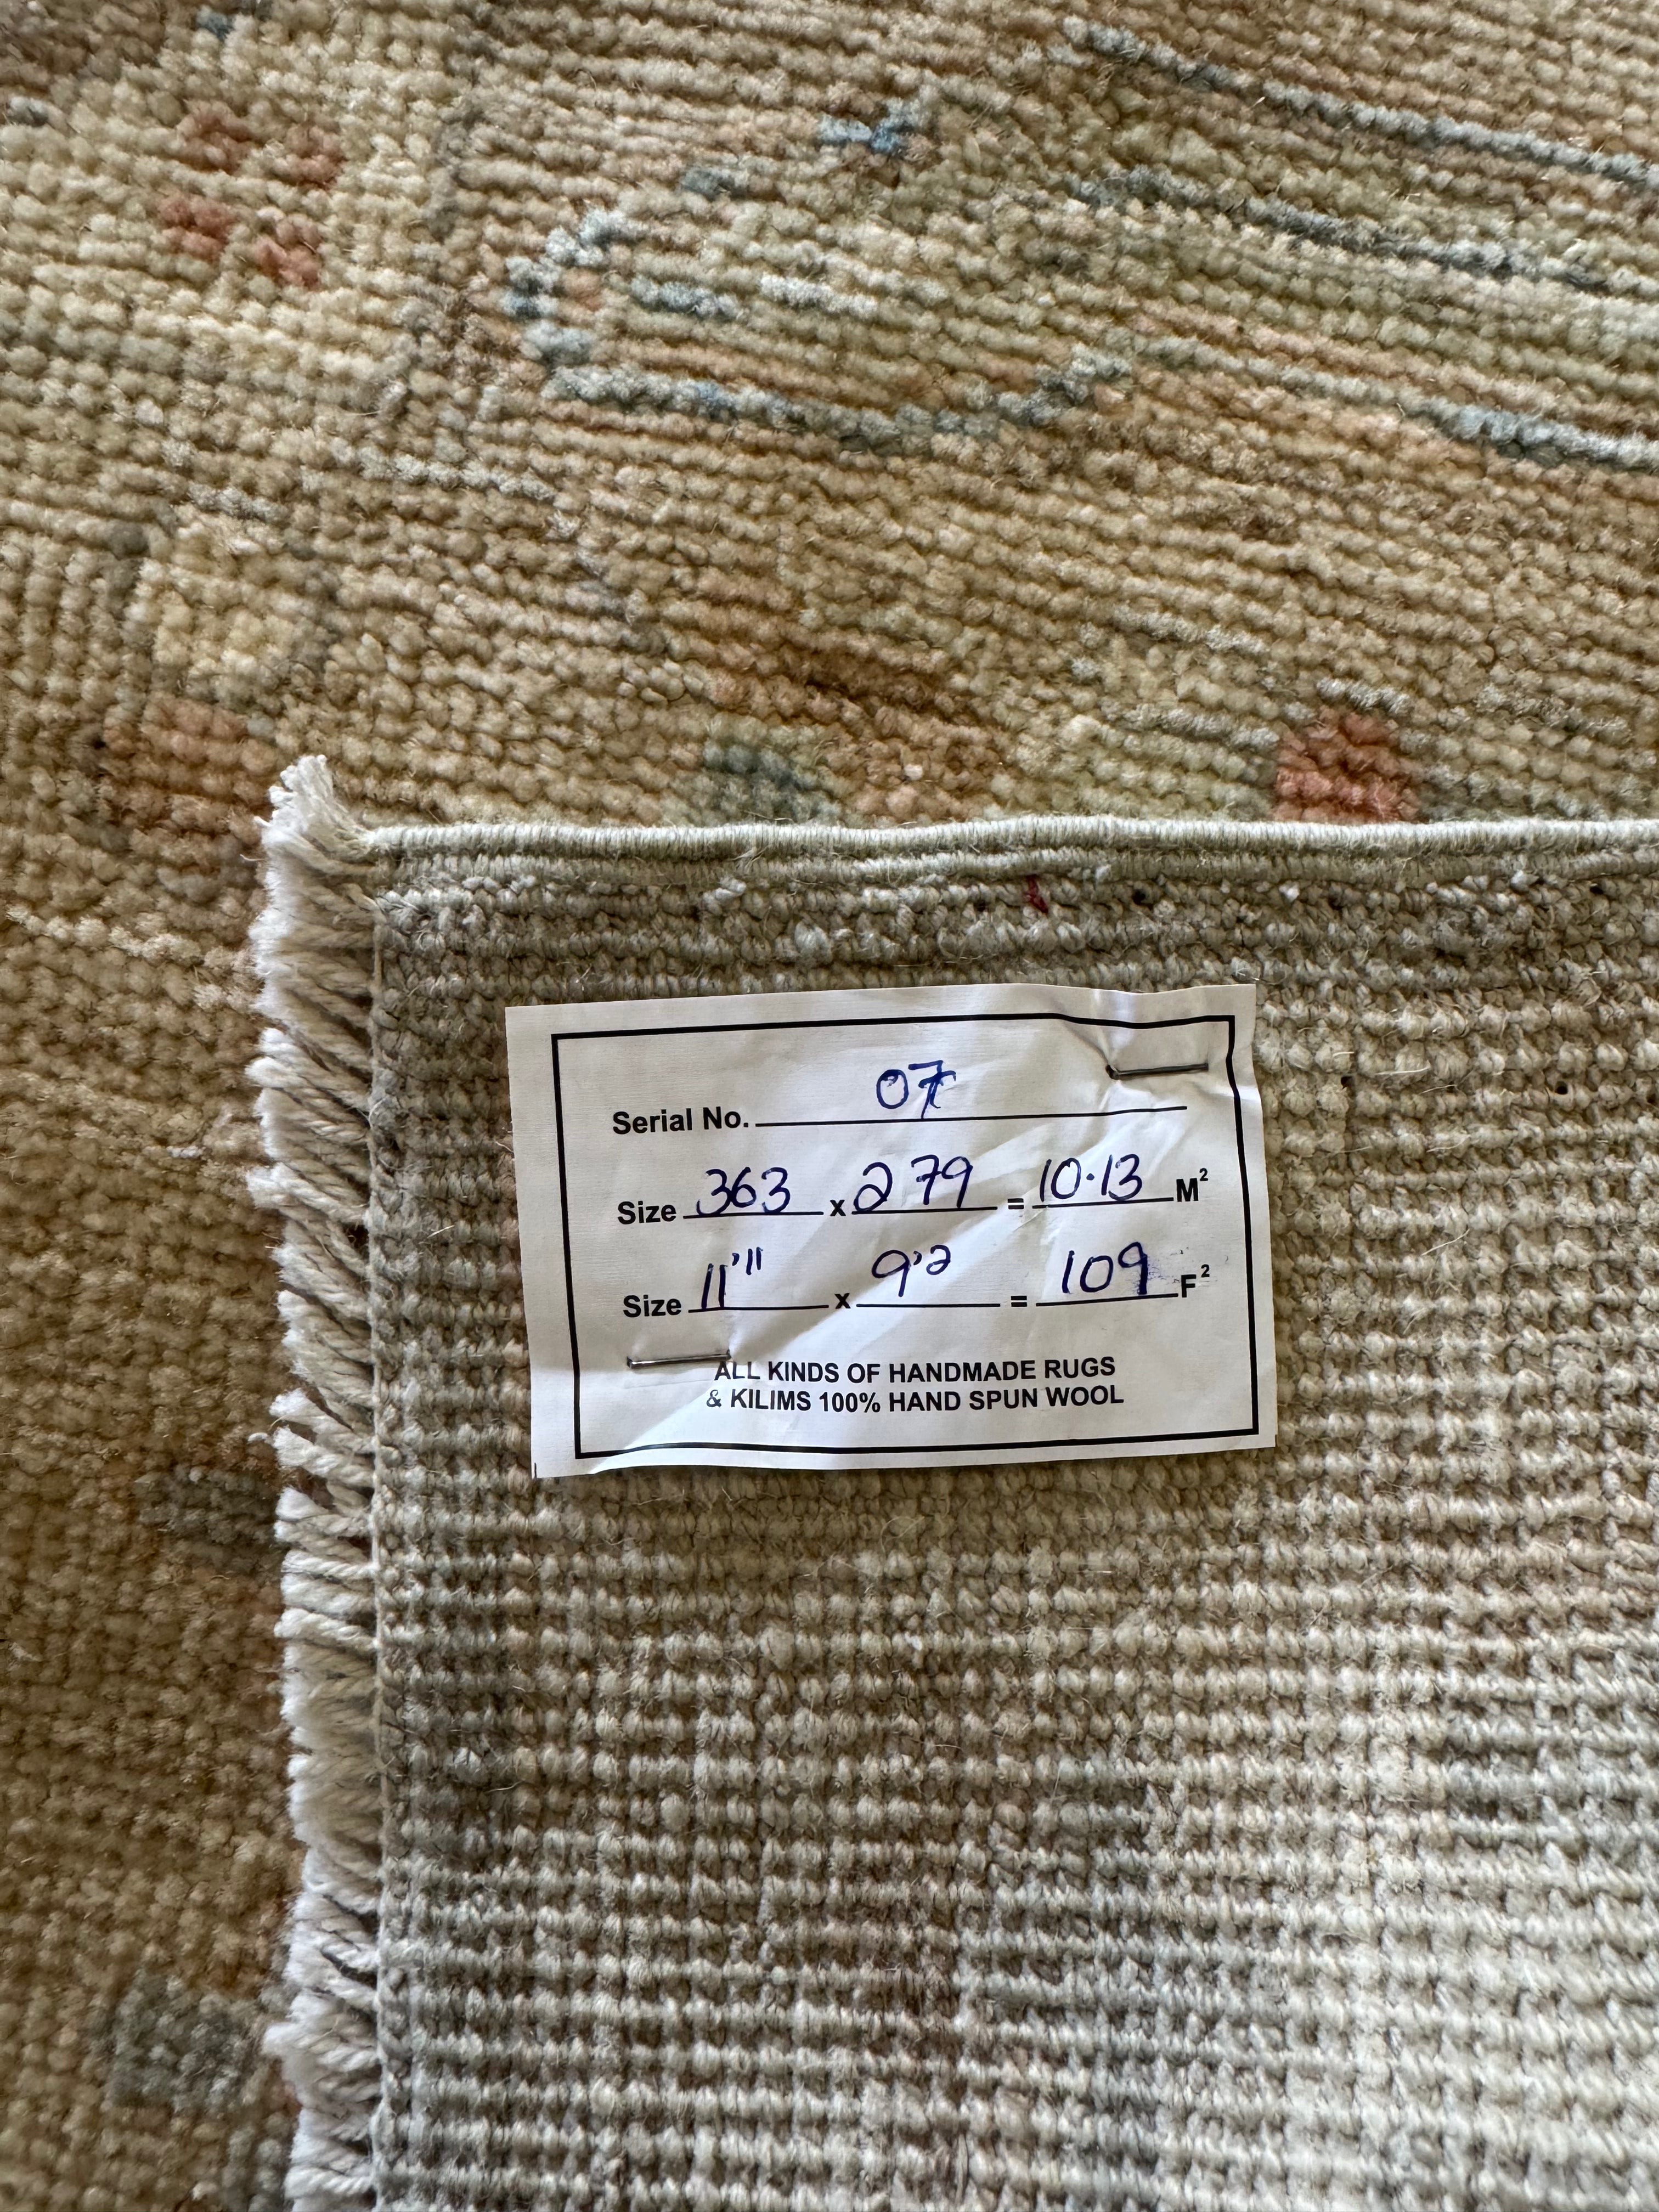 Serial No. 07
Size 363 x 279 = 10.13 M²
Size 11'11 x 9'2 = 109 F²
ALL KINDS OF HANDMADE RUGS
& KILIMS 100% HAND SPUN WOOL